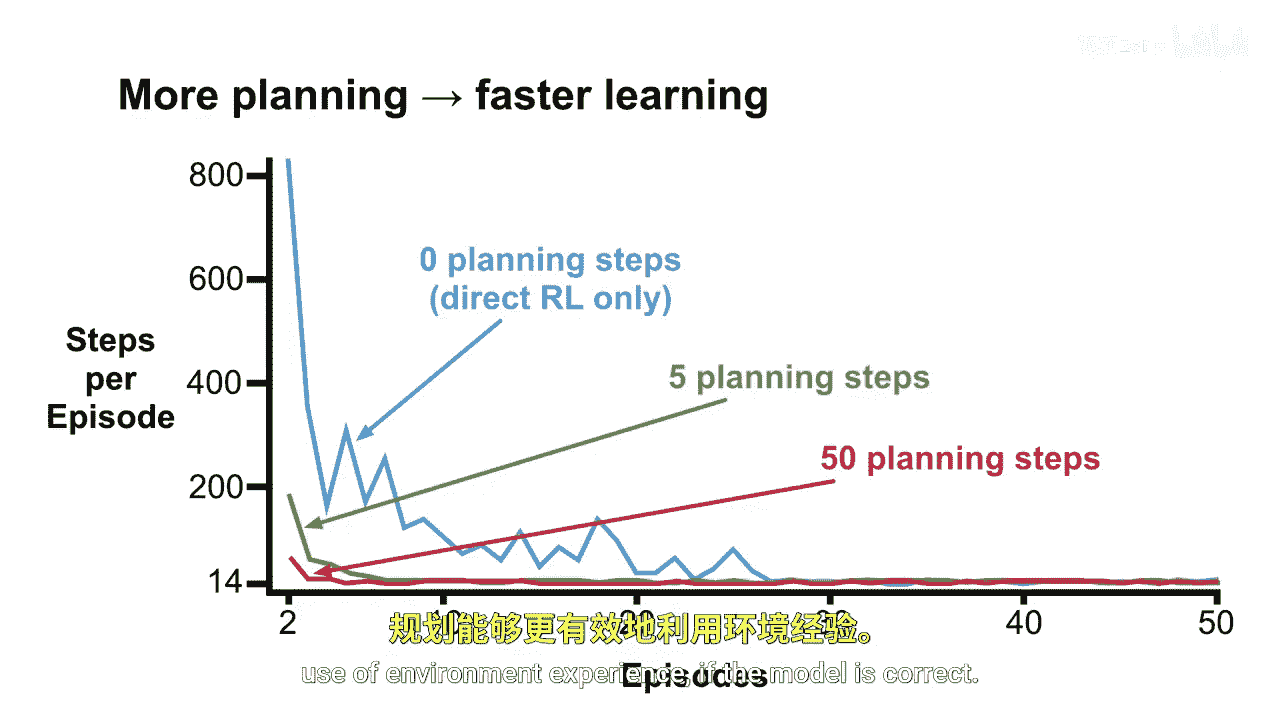 More planning → faster learning
800
600
400
200
14
Steps
per
Episode
0 planning steps
(direct RL only)
5 planning steps
50 planning steps
2
30
40
50
规划能够更有效地利用环境经验。
Episodes
use of environment experience, if the model is correct.